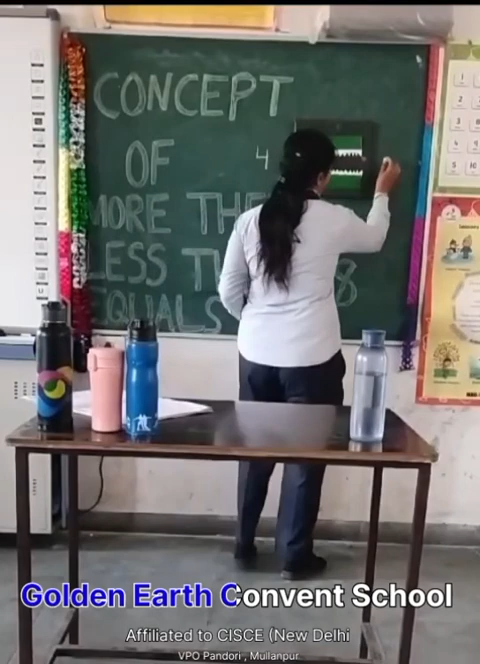 CONCEPT
OF
4
MORE THE
LESS T
8
EQUALS
Golden Earth Convent School
Affiliated to CISCE (New Delhi
VPO Pandori , Mullanpur